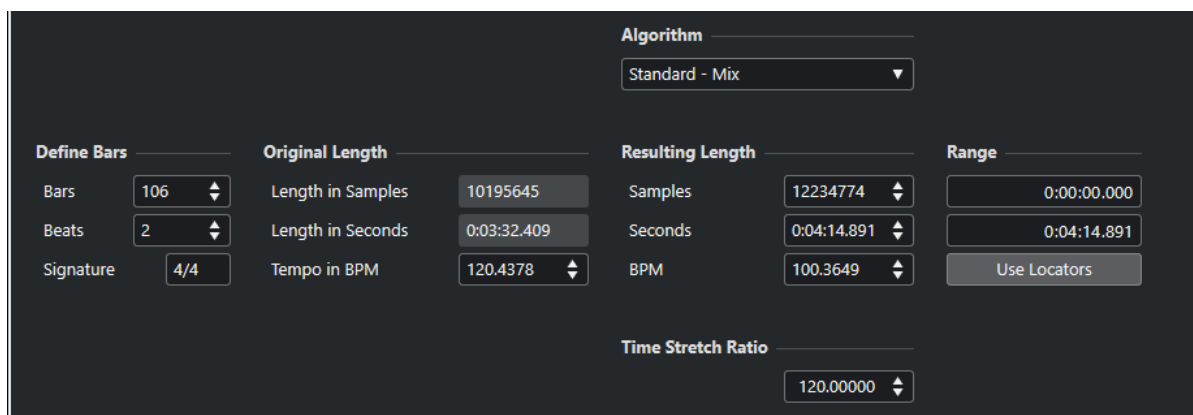 Algorithm
Standard - Mix
Define Bars Original Length Resulting Length Range
Bars 106 Length in Samples 10195645 Samples 12234774 0:00:00.000
Beats 2 Length in Seconds 0:03:32.409 Seconds 0:04:14.891 0:04:14.891
Signature 4/4 Tempo in BPM 120.4378 BPM 100.3649 Use Locators
Time Stretch Ratio
120.00000